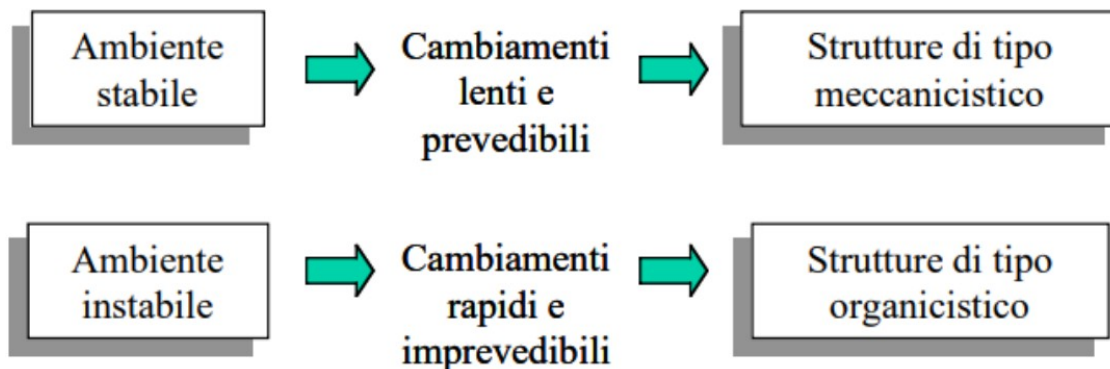 Ambiente
stabile
Cambiamenti
lenti e
prevedibili
Strutture di tipo
meccanicistico
Ambiente
instabile
Cambiamenti
rapidi e
imprevedibili
Strutture di tipo
organicistico